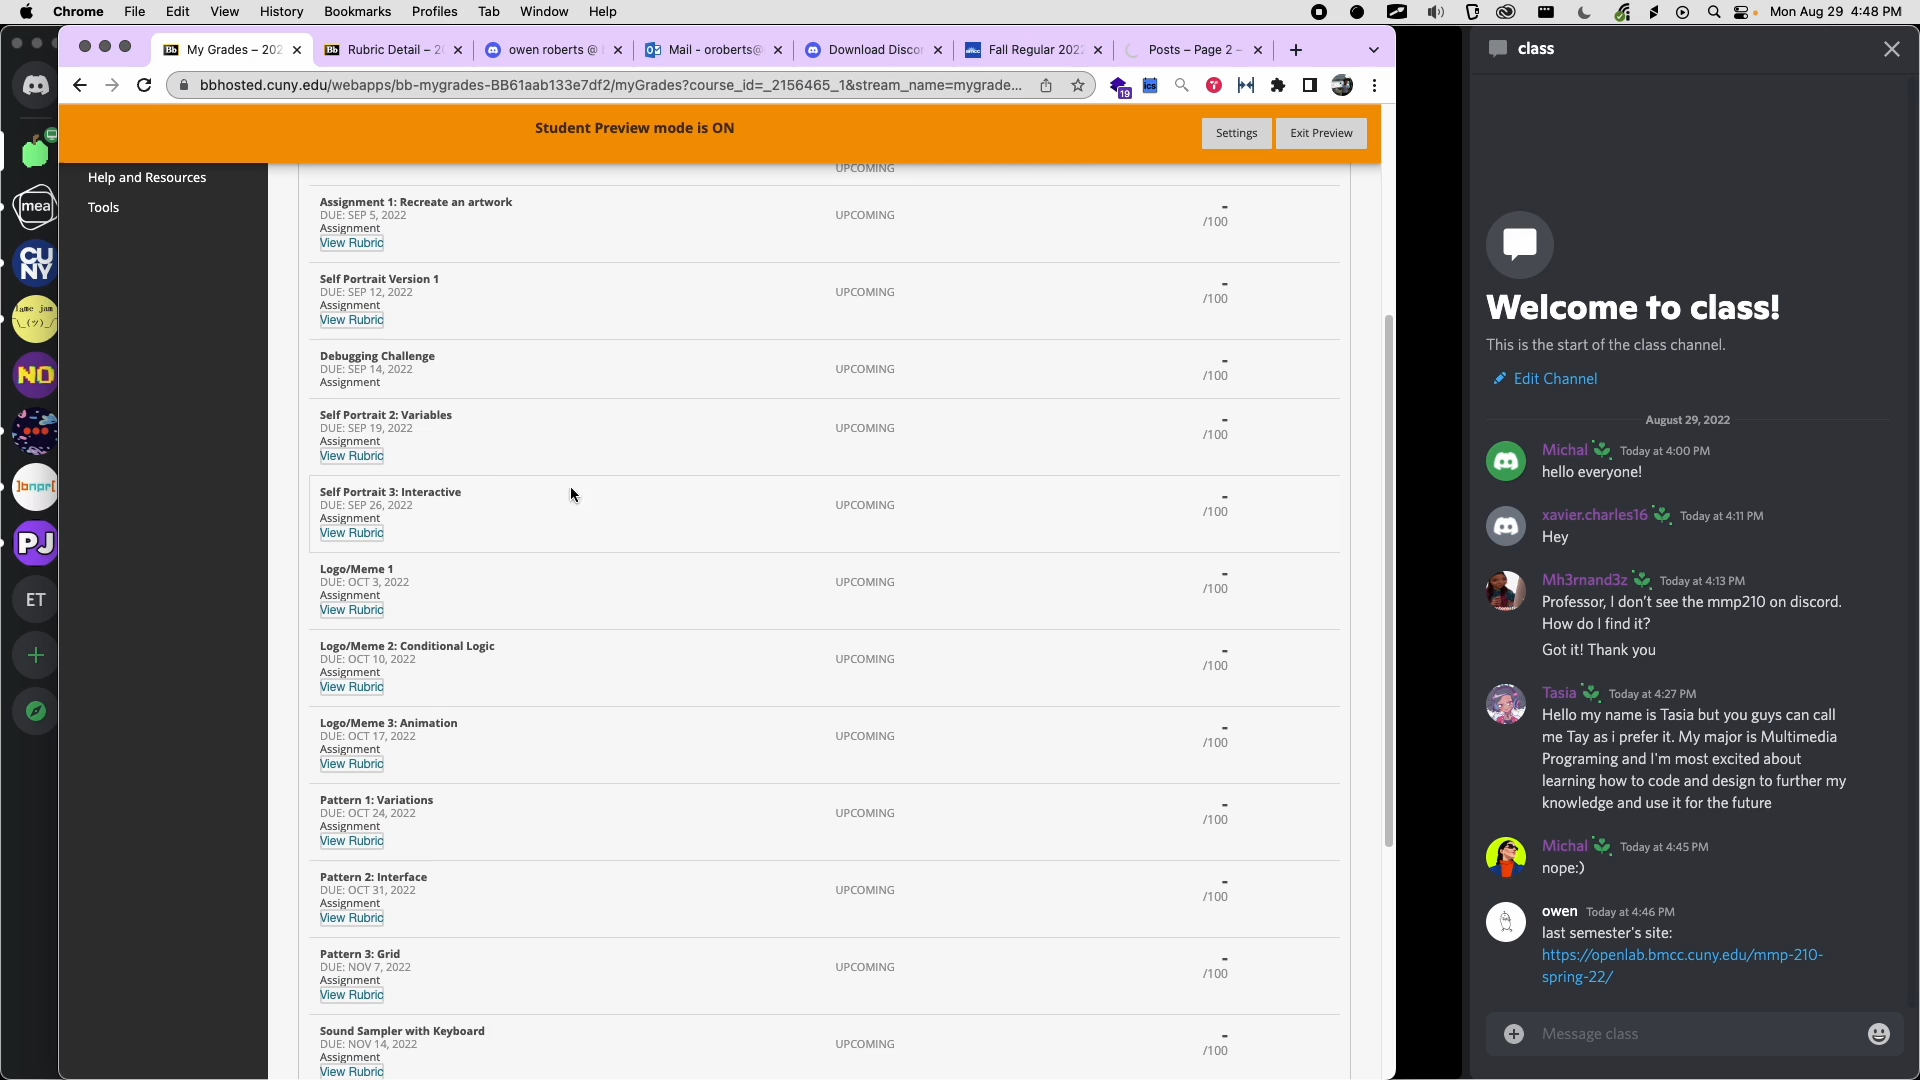 Chrome File Edit View History Bookmarks Profiles Tab Window Help Mon Aug 29 4:48 PM
My Grades – 202 Rubric Detail – 2 owen roberts @ Mail - oroberts@ Download Disco Fall Regular 2022 Posts – Page 2 –
bbhosted.cuny.edu/webapps/bb-mygrades-BB61aab133e7df2/myGrades?course_id=_2156465_1&stream_name=mygrade...
19
ics
Student Preview mode is ON
Settings
Exit Preview
mea
CU
NY
lame jam
¯\_(ツ)_/
NO
]bnpr[
PJ
ET
Help and Resources
Tools
UPCOMING
Assignment 1: Recreate an artwork
DUE: SEP 5, 2022
Assignment
View Rubric
UPCOMING
-
/100
Self Portrait Version 1
DUE: SEP 12, 2022
Assignment
View Rubric
UPCOMING
-
/100
Debugging Challenge
DUE: SEP 14, 2022
Assignment
UPCOMING
-
/100
Self Portrait 2: Variables
DUE: SEP 19, 2022
Assignment
View Rubric
UPCOMING
-
/100
Self Portrait 3: Interactive
DUE: SEP 26, 2022
Assignment
View Rubric
UPCOMING
-
/100
Logo/Meme 1
DUE: OCT 3, 2022
Assignment
View Rubric
UPCOMING
-
/100
Logo/Meme 2: Conditional Logic
DUE: OCT 10, 2022
Assignment
View Rubric
UPCOMING
-
/100
Logo/Meme 3: Animation
DUE: OCT 17, 2022
Assignment
View Rubric
UPCOMING
-
/100
Pattern 1: Variations
DUE: OCT 24, 2022
Assignment
View Rubric
UPCOMING
-
/100
Pattern 2: Interface
DUE: OCT 31, 2022
Assignment
View Rubric
UPCOMING
-
/100
Pattern 3: Grid
DUE: NOV 7, 2022
Assignment
View Rubric
UPCOMING
-
/100
Sound Sampler with Keyboard
DUE: NOV 14, 2022
Assignment
View Rubric
UPCOMING
-
/100
class
Welcome to class!
This is the start of the class channel.
Edit Channel
August 29, 2022
Michal Today at 4:00 PM
hello everyone!
xavier.charles16 Today at 4:11 PM
Hey
Mh3rnand3z Today at 4:13 PM
Professor, I don't see the mmp210 on discord.
How do I find it?
Got it! Thank you
Tasia Today at 4:27 PM
Hello my name is Tasia but you guys can call
me Tay as i prefer it. My major is Multimedia
Programing and I'm most excited about
learning how to code and design to further my
knowledge and use it for the future
Michal Today at 4:45 PM
nope:)
owen Today at 4:46 PM
last semester's site:
https://openlab.bmcc.cuny.edu/mmp-210-
spring-22/
Message class